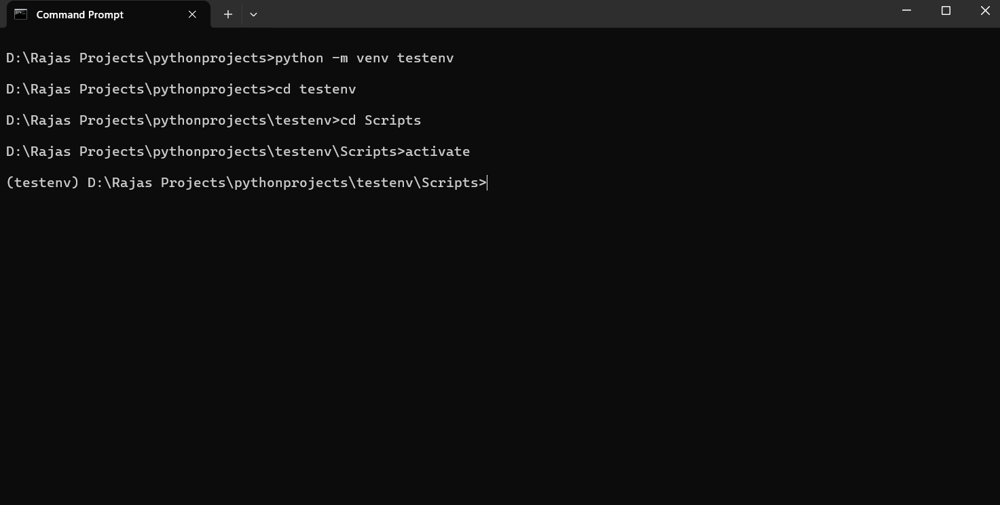 Command Prompt
D:\Rajas Projects\pythonprojects>python -m venv testenv
D:\Rajas Projects\pythonprojects>cd testenv
D:\Rajas Projects\pythonprojects\testenv>cd Scripts
D:\Rajas Projects\pythonprojects\testenv\Scripts>activate
(testenv) D:\Rajas Projects\pythonprojects\testenv\Scripts>